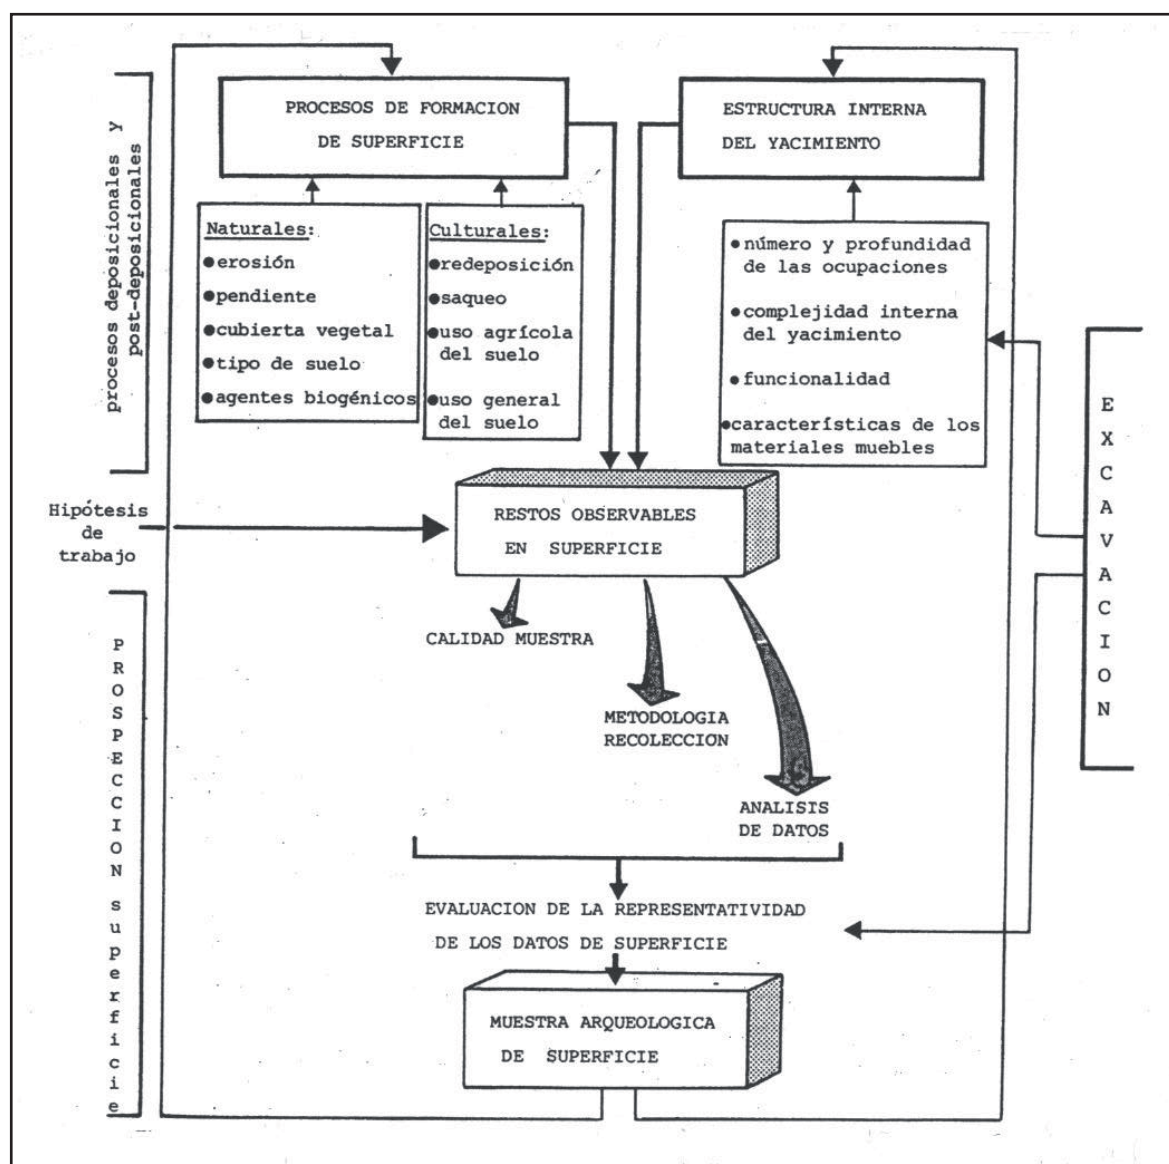 procesos deposicionales y
post-deposicionales
PROCESOS DE FORMACION
DE SUPERFICIE
ESTRUCTURA INTERNA
DEL YACIMIENTO
Naturales:
●erosión
●pendiente
●cubierta vegetal
●tipo de suelo
●agentes biogénicos
Culturales:
●redeposición
●saqueo
●uso agrícola
del suelo
●uso general
del suelo
●número y profundidad
de las ocupaciones
●complejidad interna
del yacimiento
●funcionalidad
●características de los
materiales muebles
EXCAVACION
Hipótesis
de
trabajo
RESTOS OBSERVABLES
EN SUPERFICIE
PROSPECCION superficie
CALIDAD MUESTRA
METODOLOGIA
RECOLECCION
ANALISIS
DE DATOS
EVALUACION DE LA REPRESENTATIVIDAD
DE LOS DATOS DE SUPERFICIE
MUESTRA ARQUEOLOGICA
DE SUPERFICIE